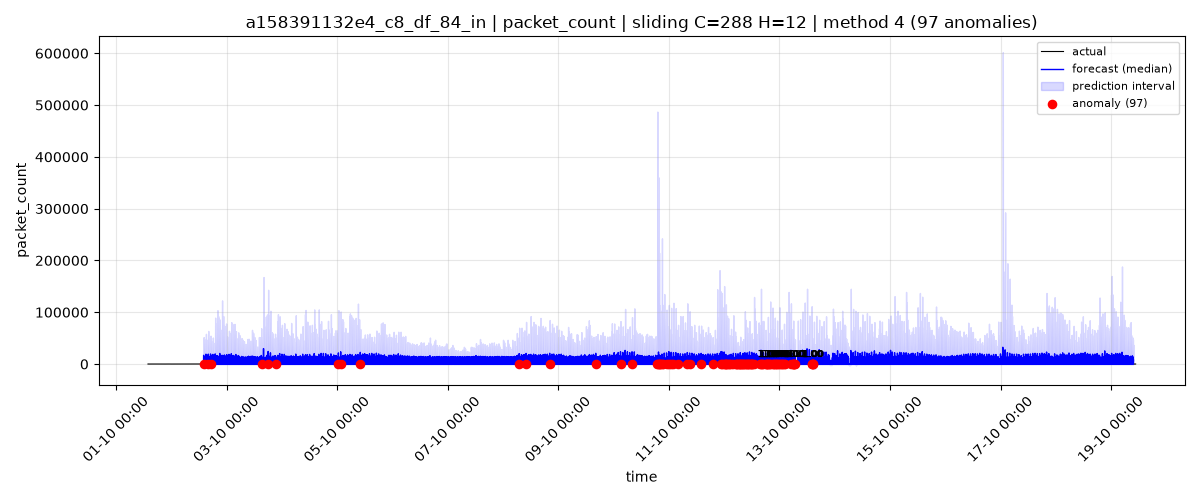 a158391132e4_c8_df_84_in | packet_count | sliding C=288 H=12 | method 4 (97 anomalies)
actual
forecast (median)
prediction interval
anomaly (97)
600000
500000
400000
300000
200000
100000
0
packet_count
01-10 00:00
03-10 00:00
05-10 00:00
07-10 00:00
09-10 00:00
11-10 00:00
13-10 00:00
15-10 00:00
17-10 00:00
19-10 00:00
time